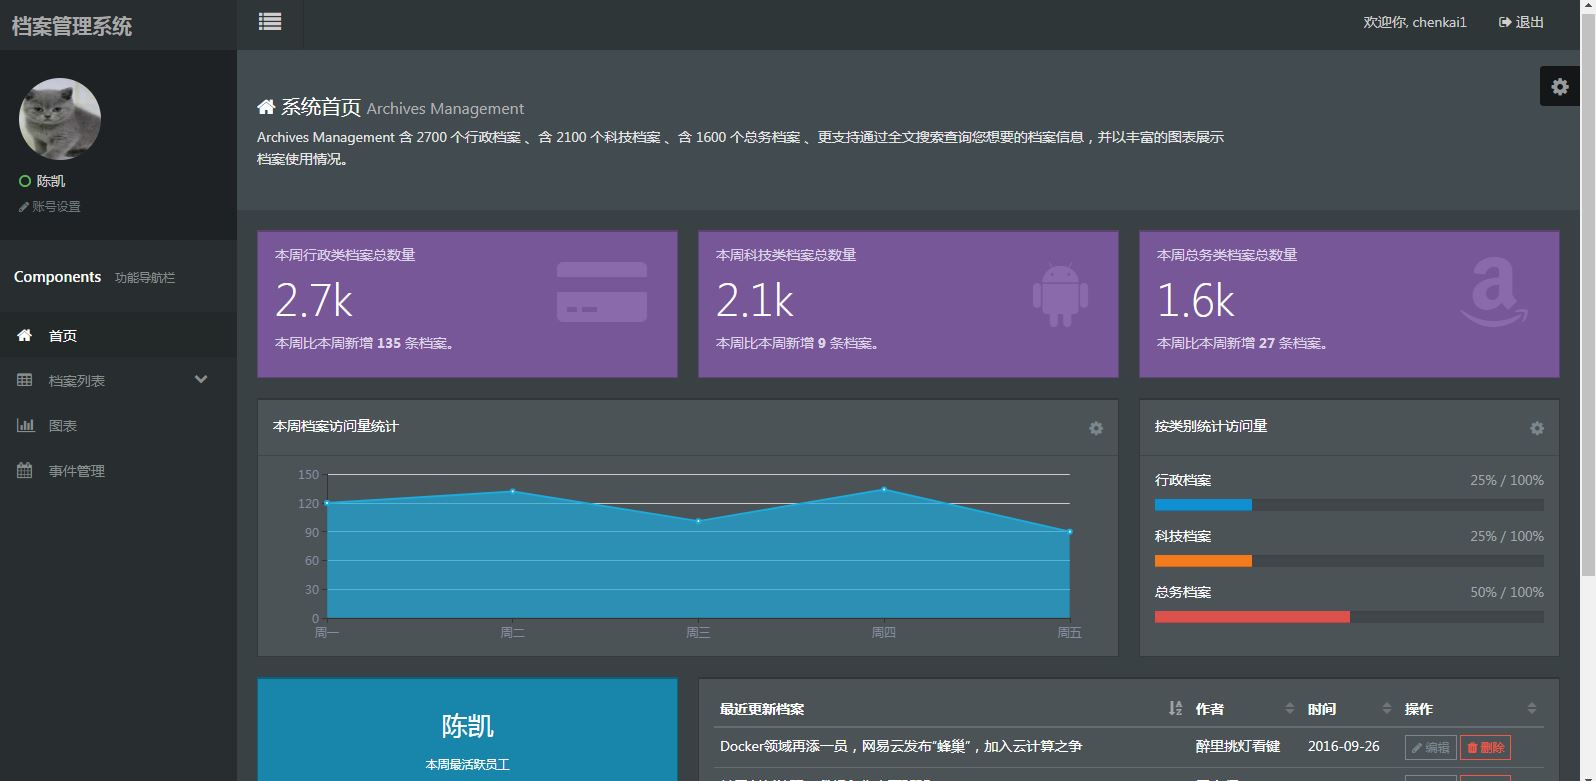 档案管理系统
欢迎你, chenkai1
退出
陈凯
账号设置
Components 功能导航栏
首页
档案列表
图表
事件管理
系统首页 Archives Management
Archives Management 含 2700 个行政档案 、含 2100 个科技档案 、含 1600 个总务档案 、更支持通过全文搜索查询您想要的档案信息，并以丰富的图表展示
档案使用情况。
本周行政类档案总数量
2.7k
本周比本周新增 135 条档案。
本周科技类档案总数量
2.1k
本周比本周新增 9 条档案。
本周总务类档案总数量
1.6k
本周比本周新增 27 条档案。
本周档案访问量统计
150
120
90
60
30
0
周一 周二 周三 周四 周五
按类别统计访问量
行政档案 25% / 100%
科技档案 25% / 100%
总务档案 50% / 100%
陈凯
本周最活跃员工
最近更新档案 作者 时间 操作
Docker领域再添一员，网易云发布“蜂巢”，加入云计算之争 醉里挑灯看键 2016-09-26 编辑 删除